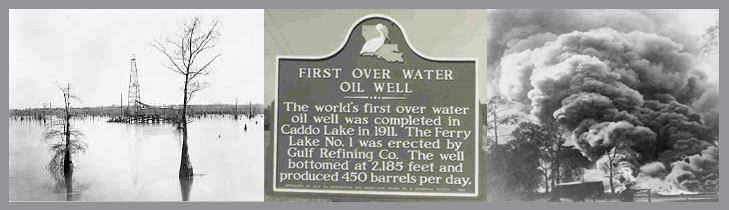 FIRST OVER WATER
OIL WELL
The world's first over water
oil well was completed in
Caddo Lake in 1911. The Ferry
Lake No. 1 was erected by
Gulf Refining Co. The well
bottomed at 2,185 feet and
produced 450 barrels per day.